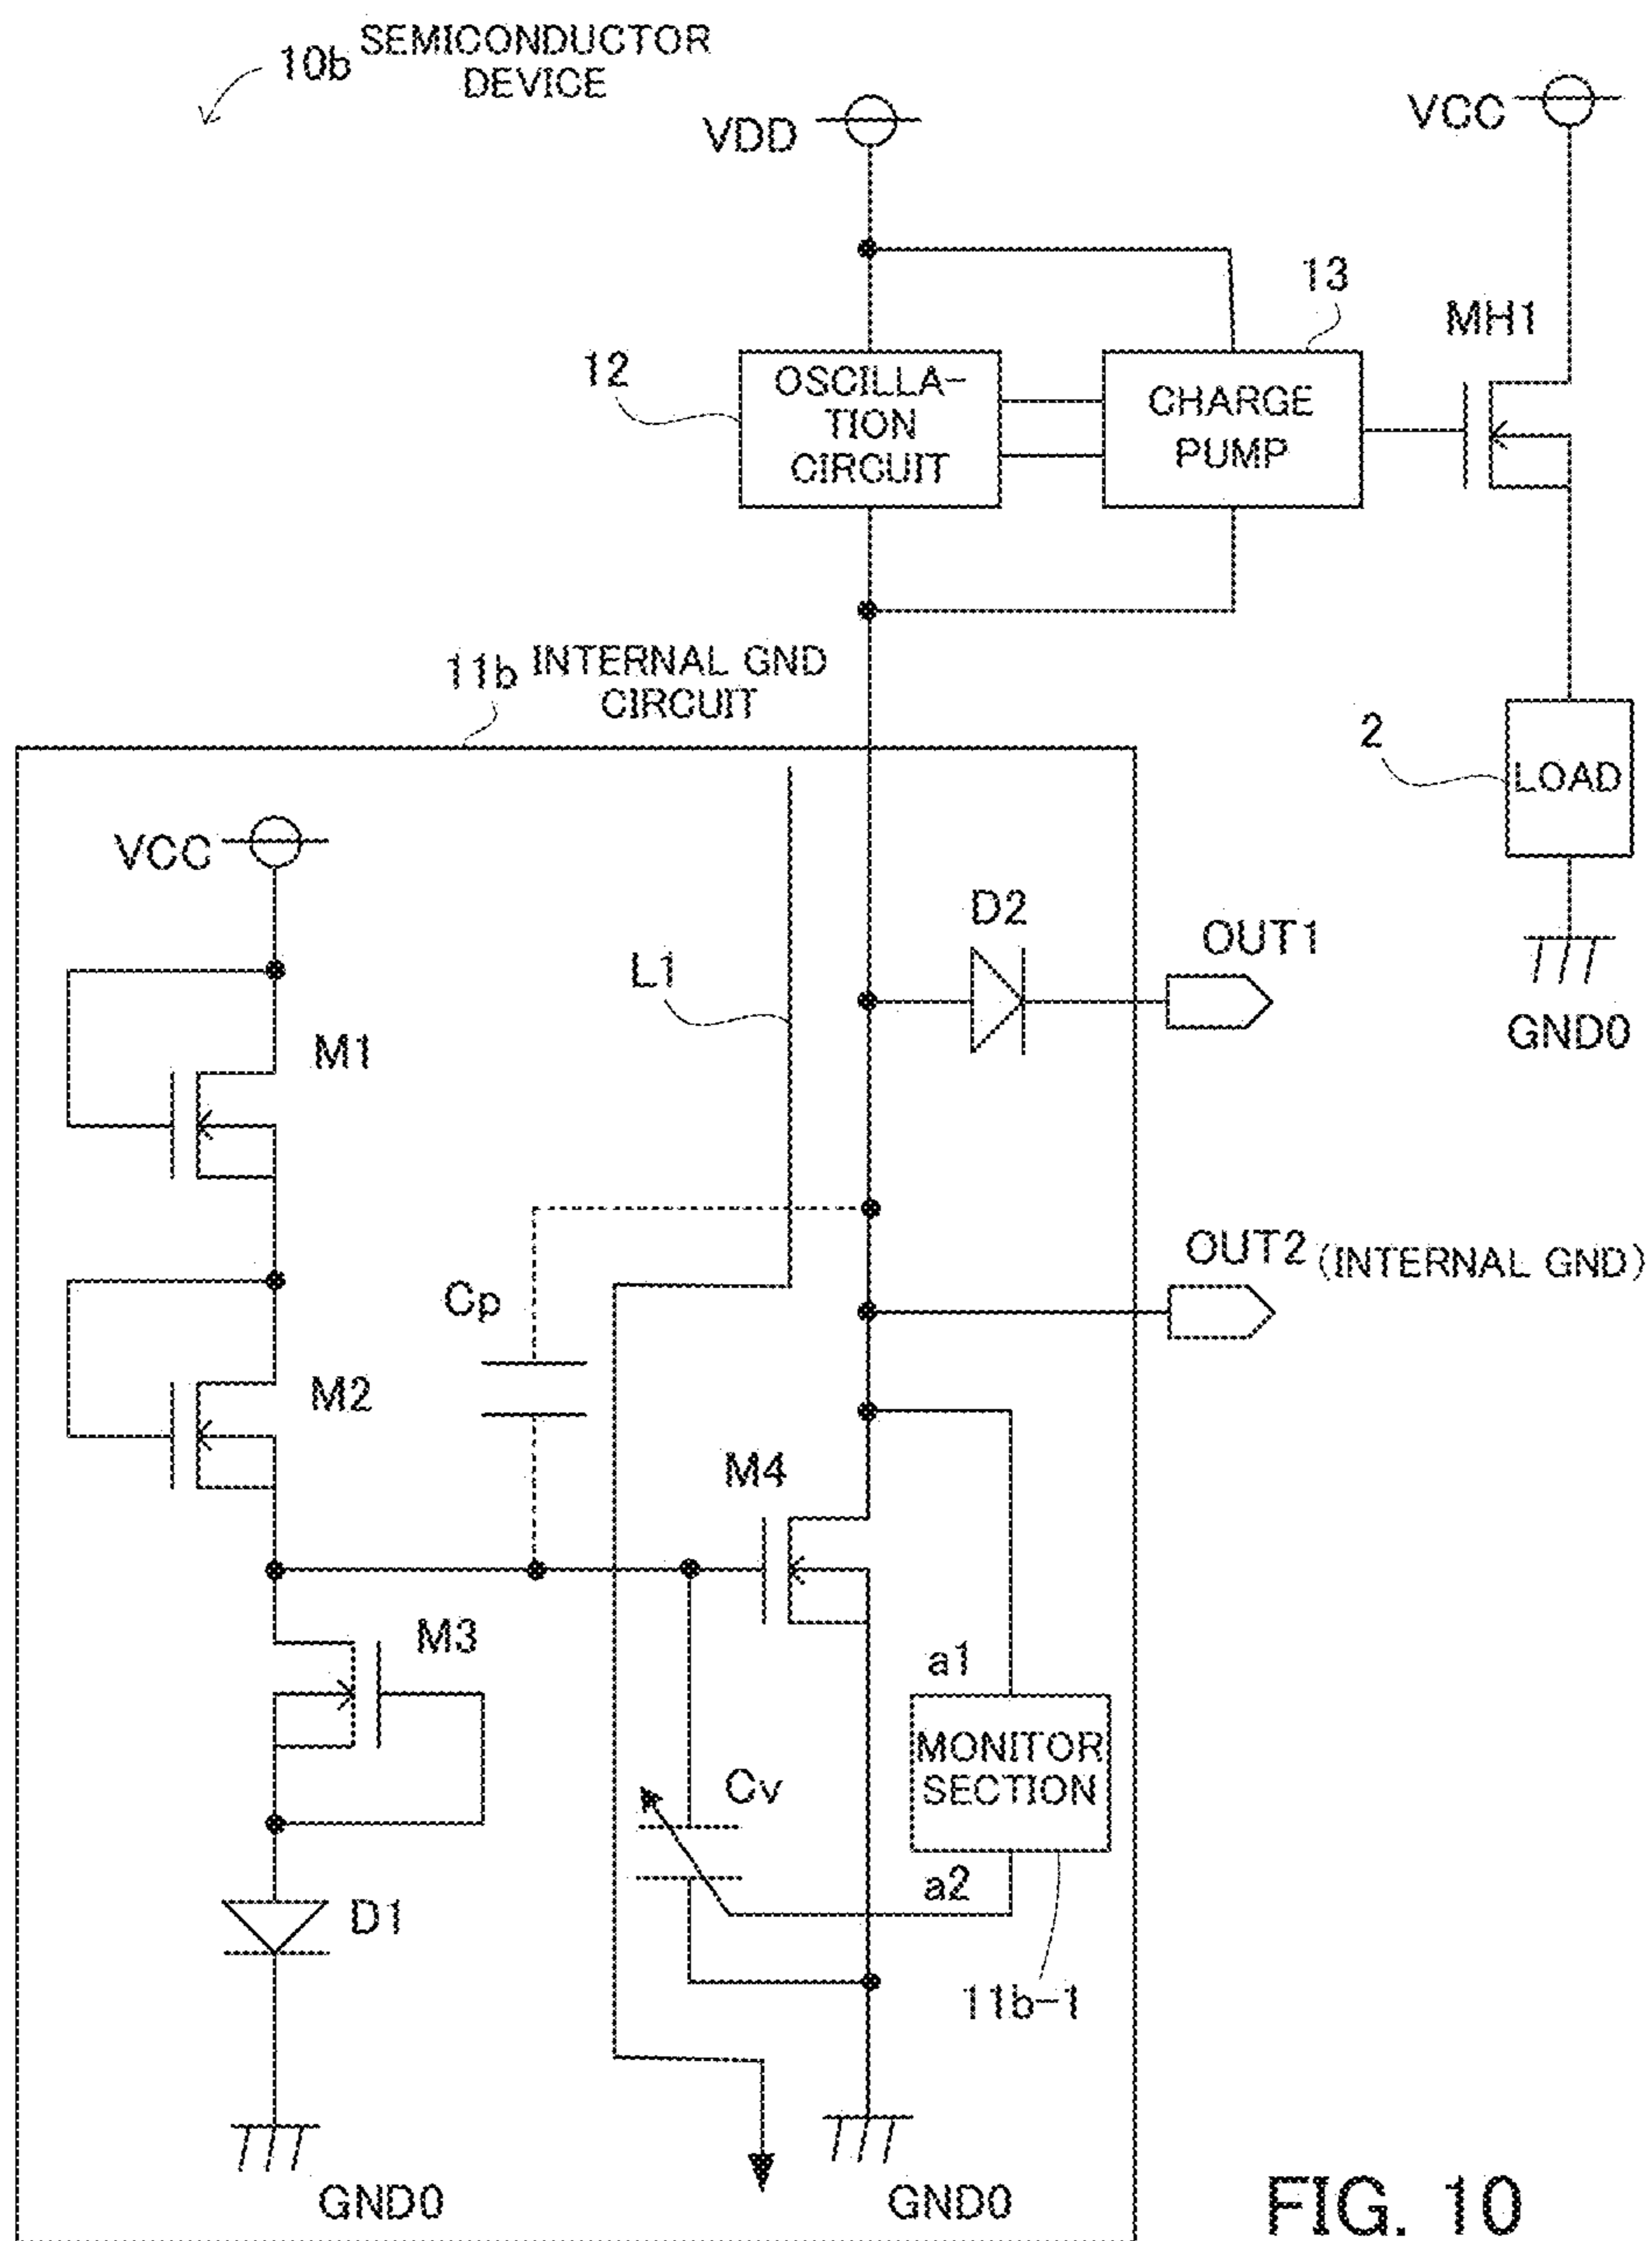 10b SEMICONDUCTOR
DEVICE
VDD
VCC
13
MH1
12
OSCILLA-
TION
CIRCUIT
CHARGE
PUMP
11b INTERNAL GND
CIRCUIT
2
LOAD
VCC
D2
OUT1
L1
GND0
M1
OUT2 (INTERNAL GND)
Cp
M2
M4
M3
a1
MONITOR
SECTION
Cv
a2
D1
11b-1
GND0
GND0
FIG. 10